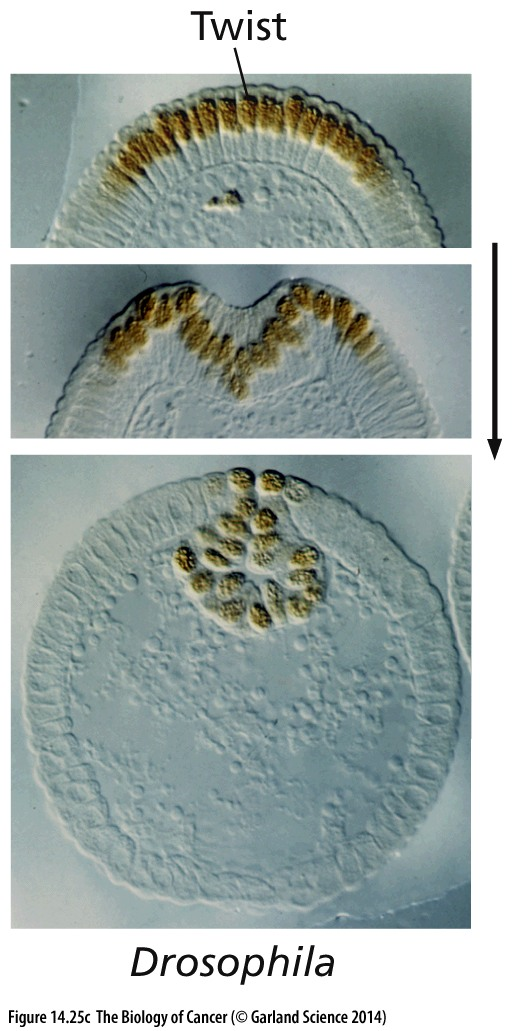 Twist
Drosophila
Figure 14.25c The Biology of Cancer (© Garland Science 2014)